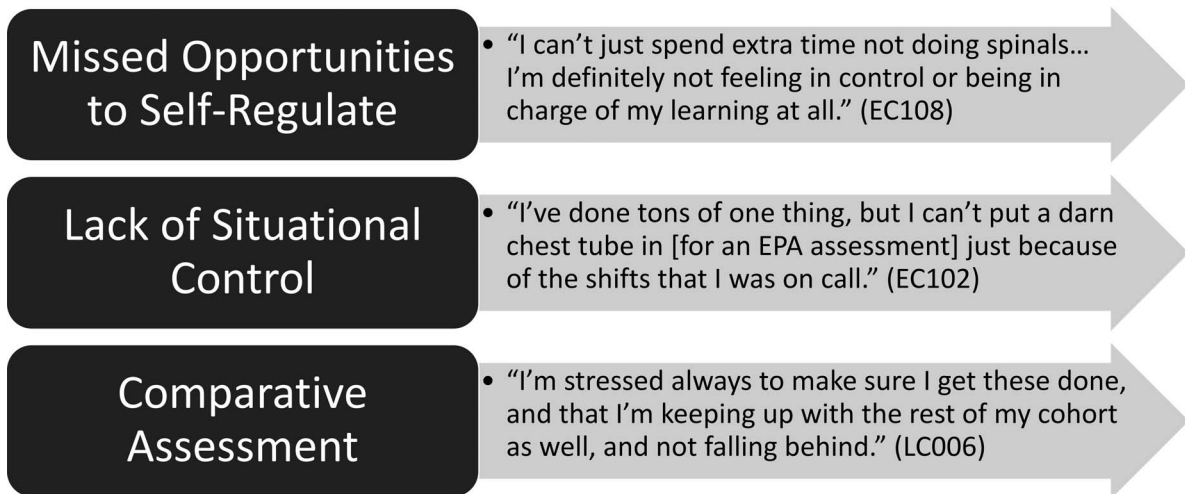 Missed Opportunities
to Self-Regulate
• “I can’t just spend extra time not doing spinals…
I’m definitely not feeling in control or being in
charge of my learning at all.” (EC108)
Lack of Situational
Control
• “I’ve done tons of one thing, but I can’t put a darn
chest tube in [for an EPA assessment] just because
of the shifts that I was on call.” (EC102)
Comparative
Assessment
• “I’m stressed always to make sure I get these done,
and that I’m keeping up with the rest of my cohort
as well, and not falling behind.” (LC006)